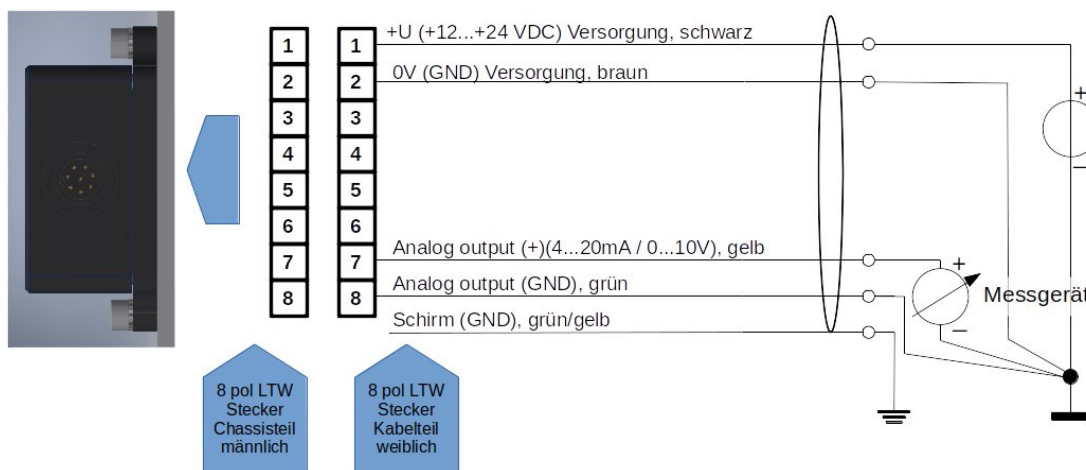 +U (+12...+24 VDC) Versorgung, schwarz
1 1
0V (GND) Versorgung, braun
2 2
3 3
4 4
5 5
6 6
Analog output (+)(4...20mA / 0...10V), gelb
7 7
Analog output (GND), grün
8 8
Schirm (GND), grün/gelb
+
−
+
Messgerät
−
8 pol LTW
Stecker
Chassisteil
männlich
8 pol LTW
Stecker
Kabelteil
weiblich